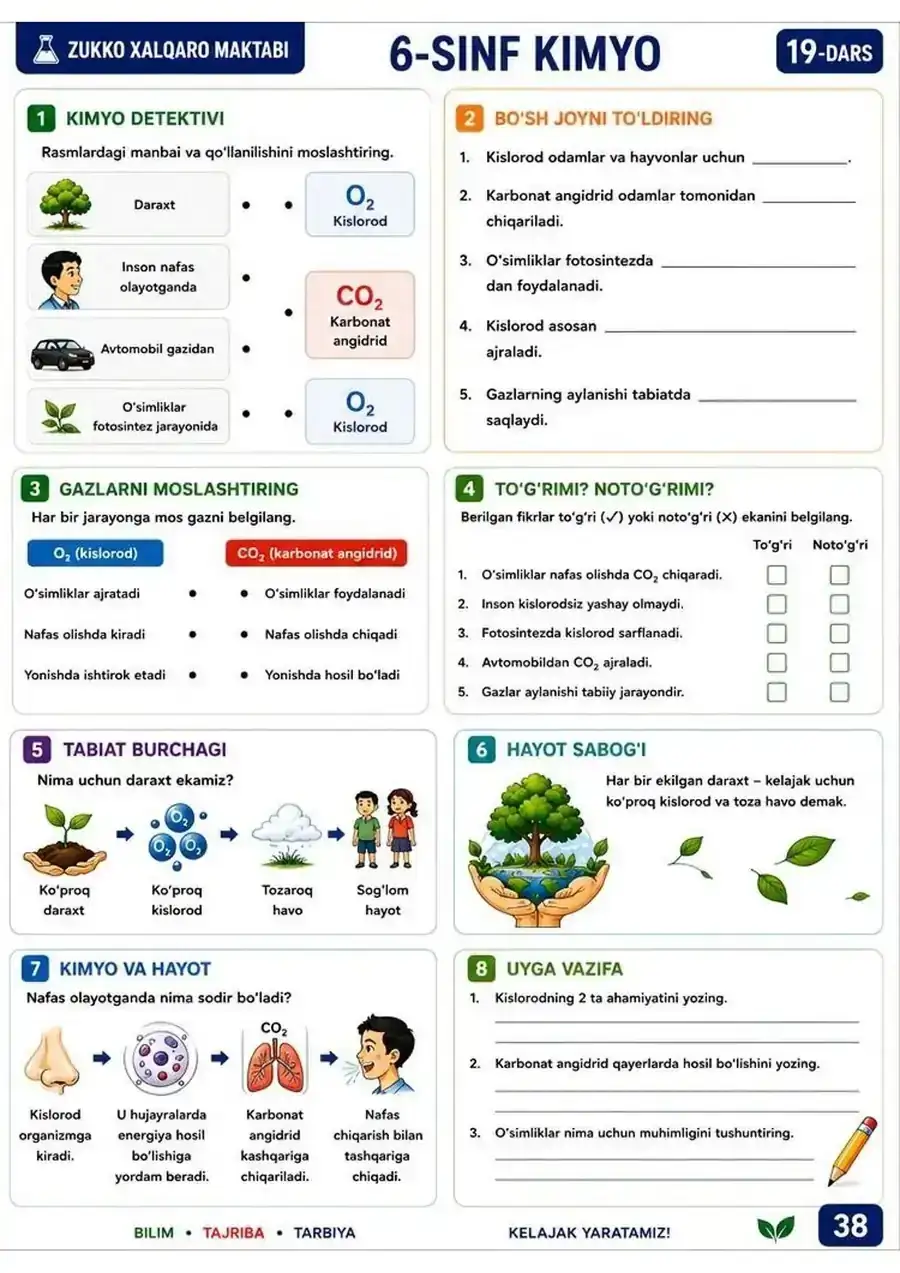 ZUKKO XALQARO MAKTABI
6-SINF KIMYO
19-DARS
1 KIMYO DETEKTIVI
Rasmlardagi manbai va qo'llanilishini moslashtiring.
Daraxt
O₂
Kislorod
Inson nafas
olayotganda
CO₂
Karbonat
angidrid
Avtomobil gazidan
O'simliklar
fotosintez jarayonida
O₂
Kislorod
2 BO'SH JOYNI TO'LDIRING
1. Kislorod odamlar va hayvonlar uchun ___________.
2. Karbonat angidrid odamlar tomonidan ___________
chiqariladi.
3. O'simliklar fotosintezda ___________
dan foydalanadi.
4. Kislorod asosan ___________
ajraladi.
5. Gazlarning aylanishi tabiatda ___________
saqlaydi.
3 GAZLARNI MOSLASHTIRING
Har bir jarayonga mos gazni belgilang.
O₂ (kislorod) CO₂ (karbonat angidrid)
O'simliklar ajratadi • • O'simliklar foydalanadi
Nafas olishda kiradi • • Nafas olishda chiqadi
Yonishda ishtirok etadi • • Yonishda hosil bo'ladi
4 TO'G'RIMI? NOTO'G'RIMI?
Berilgan fikrlar to'g'ri (✓) yoki noto'g'ri (✕) ekanini belgilang.
To'g'ri Noto'g'ri
1. O'simliklar nafas olishda CO₂ chiqaradi.
2. Inson kislorodsiz yashay olmaydi.
3. Fotosintezda kislorod sarflanadi.
4. Avtomobildan CO₂ ajraladi.
5. Gazlar aylanishi tabiiy jarayondir.
5 TABIAT BURCHAGI
Nima uchun daraxt ekamiz?
O₂
O₂ O₂
Ko'proq
daraxt
Ko'proq
kislorod
Tozaroq
havo
Sog'lom
hayot
6 HAYOT SABOG'I
Har bir ekilgan daraxt – kelajak uchun
ko'proq kislorod va toza havo demak.
7 KIMYO VA HAYOT
Nafas olayotganda nima sodir bo'ladi?
CO₂
Kislorod
organizmga
kiradi.
U hujayralarda
energiya hosil
bo'lishiga
yordam beradi.
Karbonat
angidrid
kashqariga
chiqariladi.
Nafas
chiqarish bilan
tashqariga
chiqadi.
8 UYGA VAZIFA
1. Kislorodning 2 ta ahamiyatini yozing.
2. Karbonat angidrid qayerlarda hosil bo'lishini yozing.
3. O'simliklar nima uchun muhimligini tushuntiring.
BILIM • TAJRIBA • TARBIYA
KELAJAK YARATAMIZ!
38